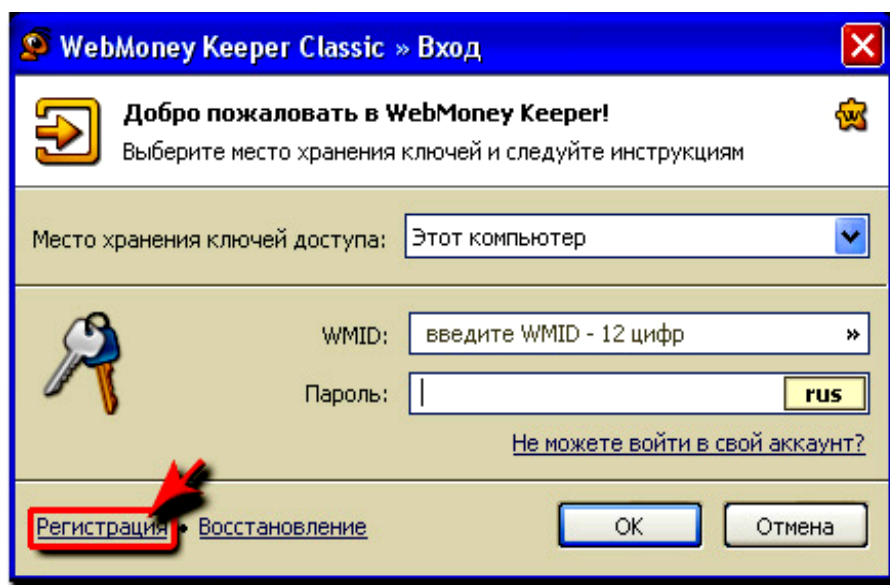 WebMoney Keeper Classic » Вход
Добро пожаловать в WebMoney Keeper!
Выберите место хранения ключей и следуйте инструкциям
Место хранения ключей доступа: Этот компьютер
WMID: введите WMID - 12 цифр »
Пароль: rus
Не можете войти в свой аккаунт?
Регистрация • Восстановление OK Отмена